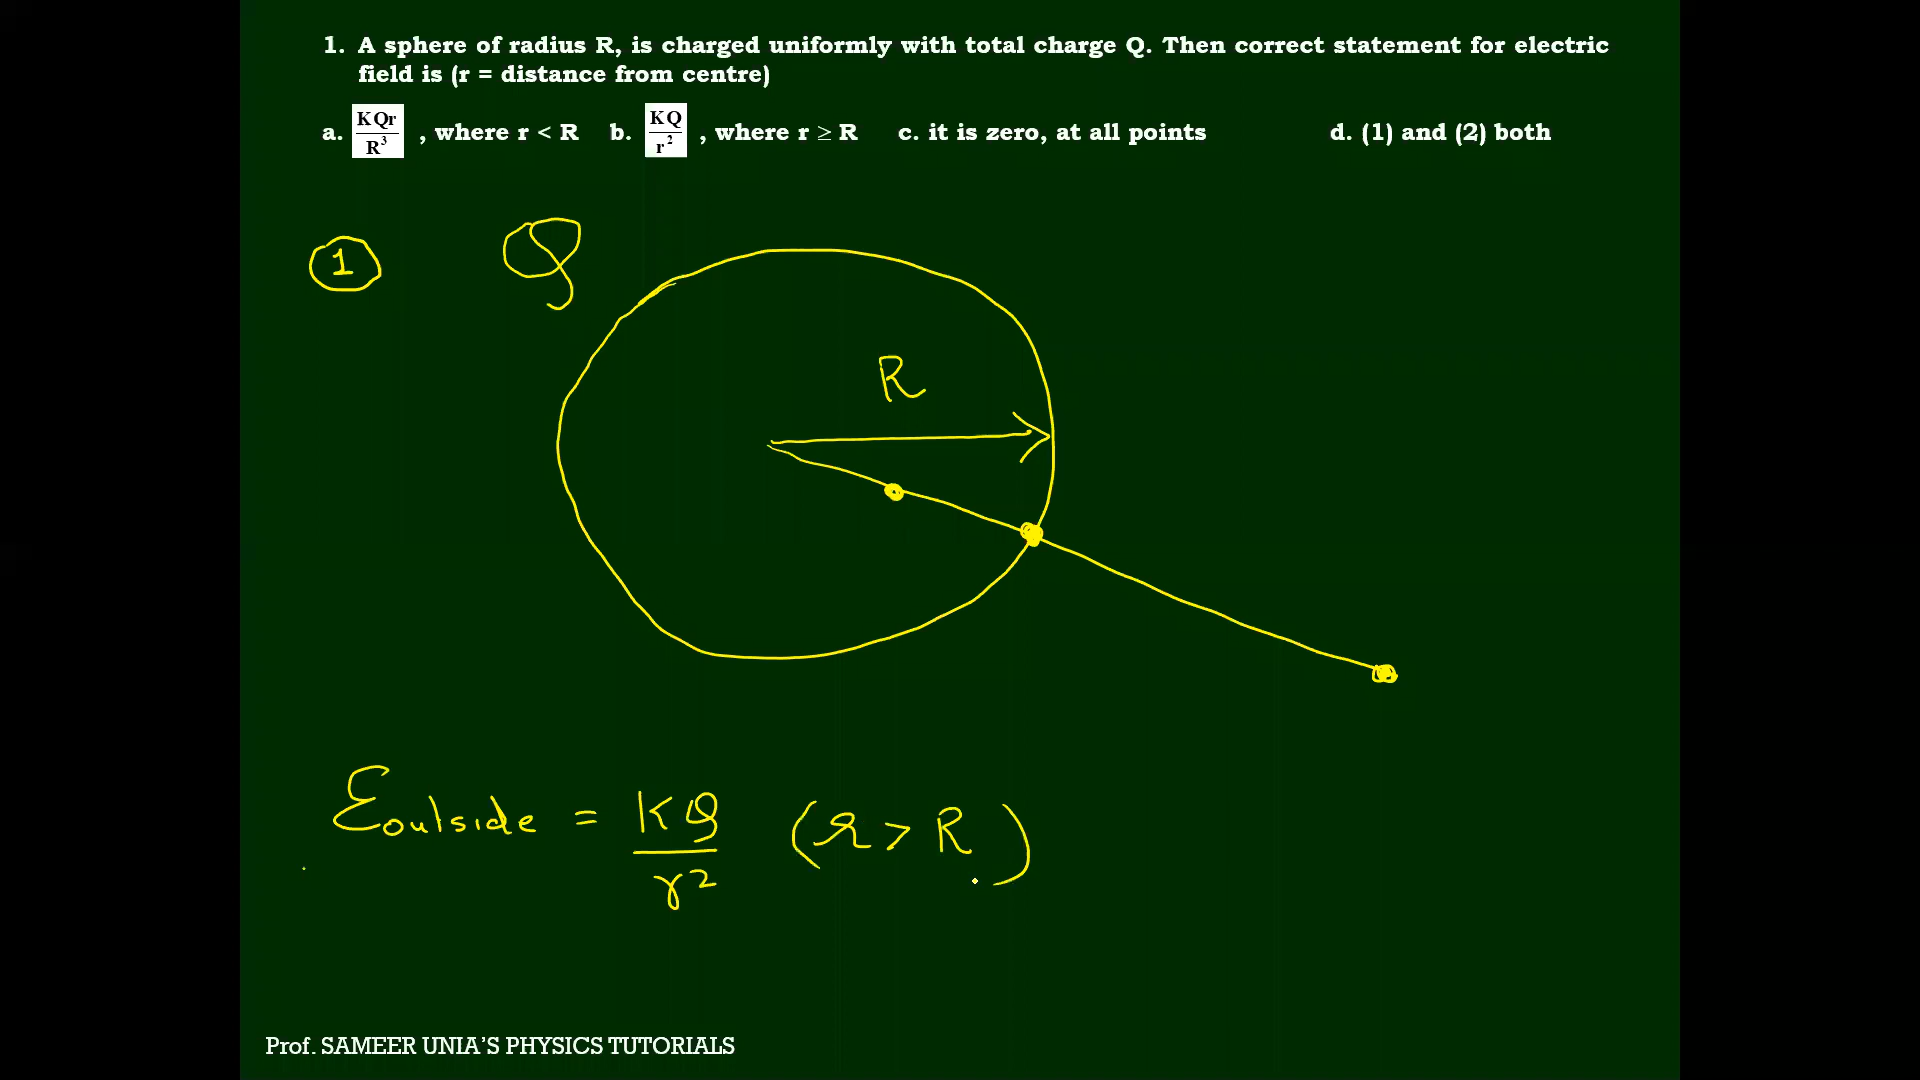 1. A sphere of radius R, is charged uniformly with total charge Q. Then correct statement for electric
field is (r = distance from centre)
a. KQr/R³ , where r < R b. KQ/r² , where r ≥ R c. it is zero, at all points d. (1) and (2) both
1 Q
R
Eoutside = KQ/r² (r > R)
Prof. SAMEER UNIA'S PHYSICS TUTORIALS